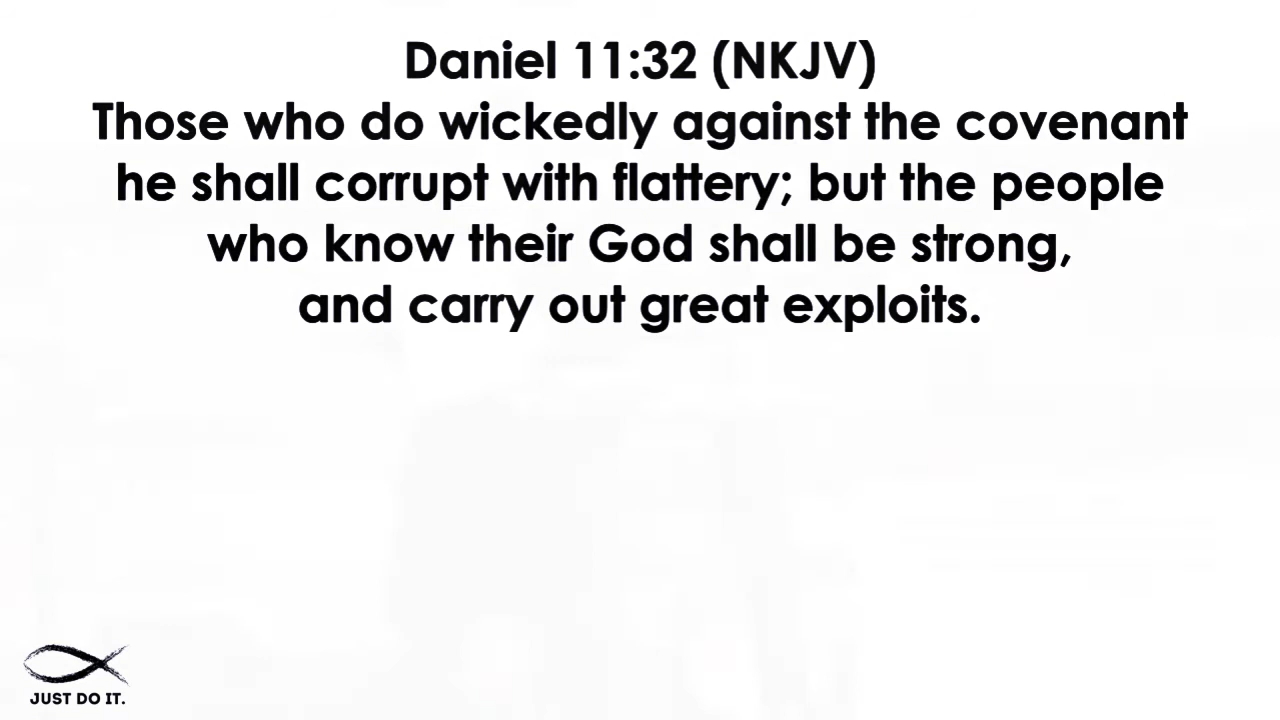 Daniel 11:32 (NKJV)
Those who do wickedly against the covenant
he shall corrupt with flattery; but the people
who know their God shall be strong,
and carry out great exploits.
JUST DO IT.